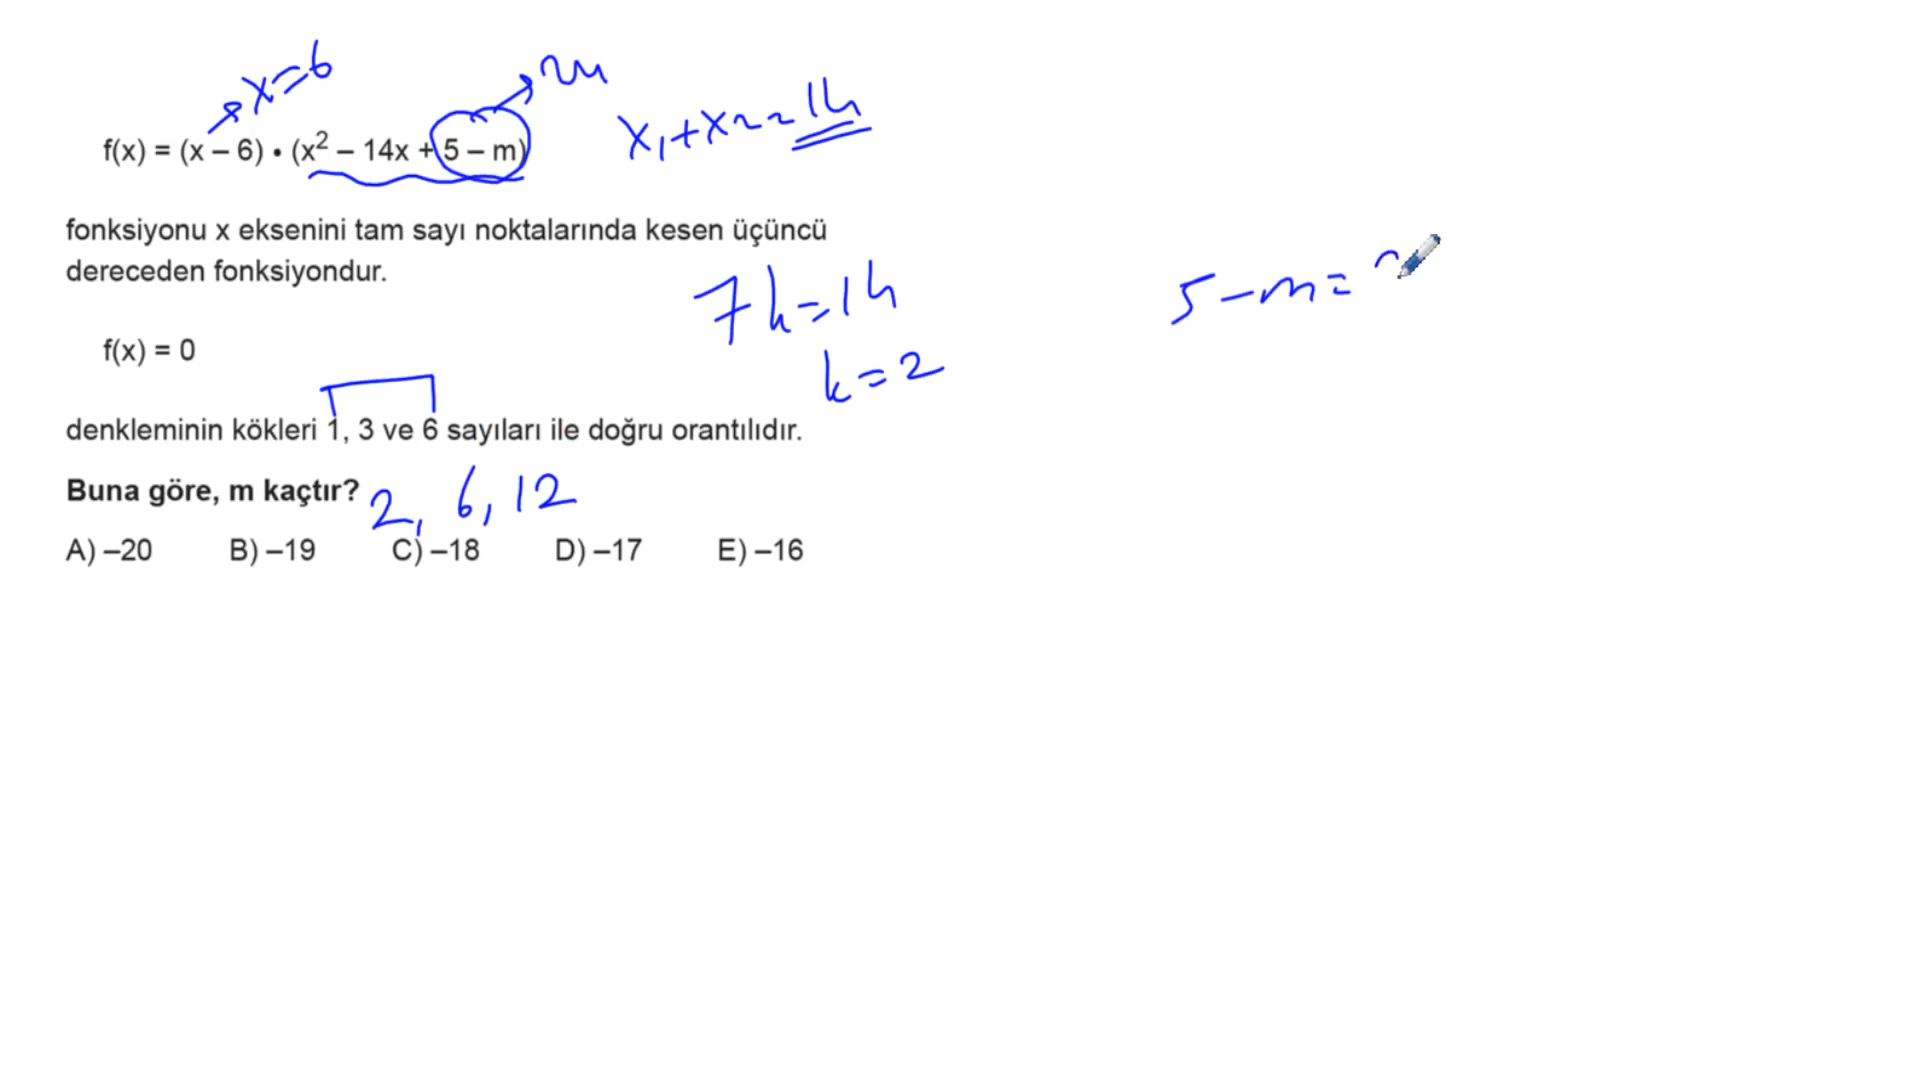 x=6
24
x₁+x₂=14
f(x) = (x – 6) • (x² – 14x + 5 – m)
fonksiyonu x eksenini tam sayı noktalarında kesen üçüncü
dereceden fonksiyondur.
7k=14
5-m=
f(x) = 0
k=2
denkleminin kökleri 1, 3 ve 6 sayıları ile doğru orantılıdır.
Buna göre, m kaçtır?
2, 6, 12
A) –20 B) –19 C) –18 D) –17 E) –16